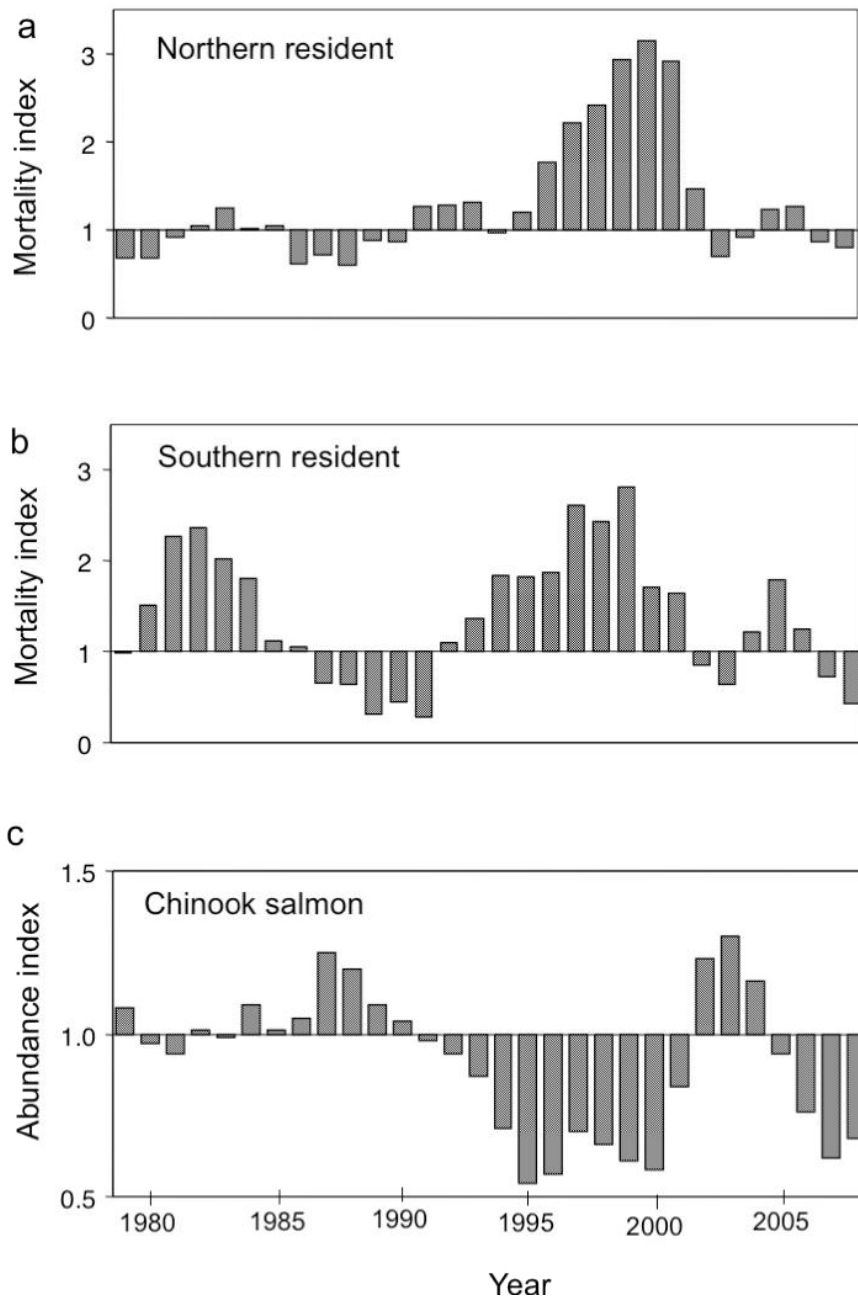 a
Northern resident
Mortality index
3
2
1
0
b
Southern resident
Mortality index
3
2
1
0
c
Chinook salmon
Abundance index
1.5
1.0
0.5
1980 1985 1990 1995 2000 2005
Year